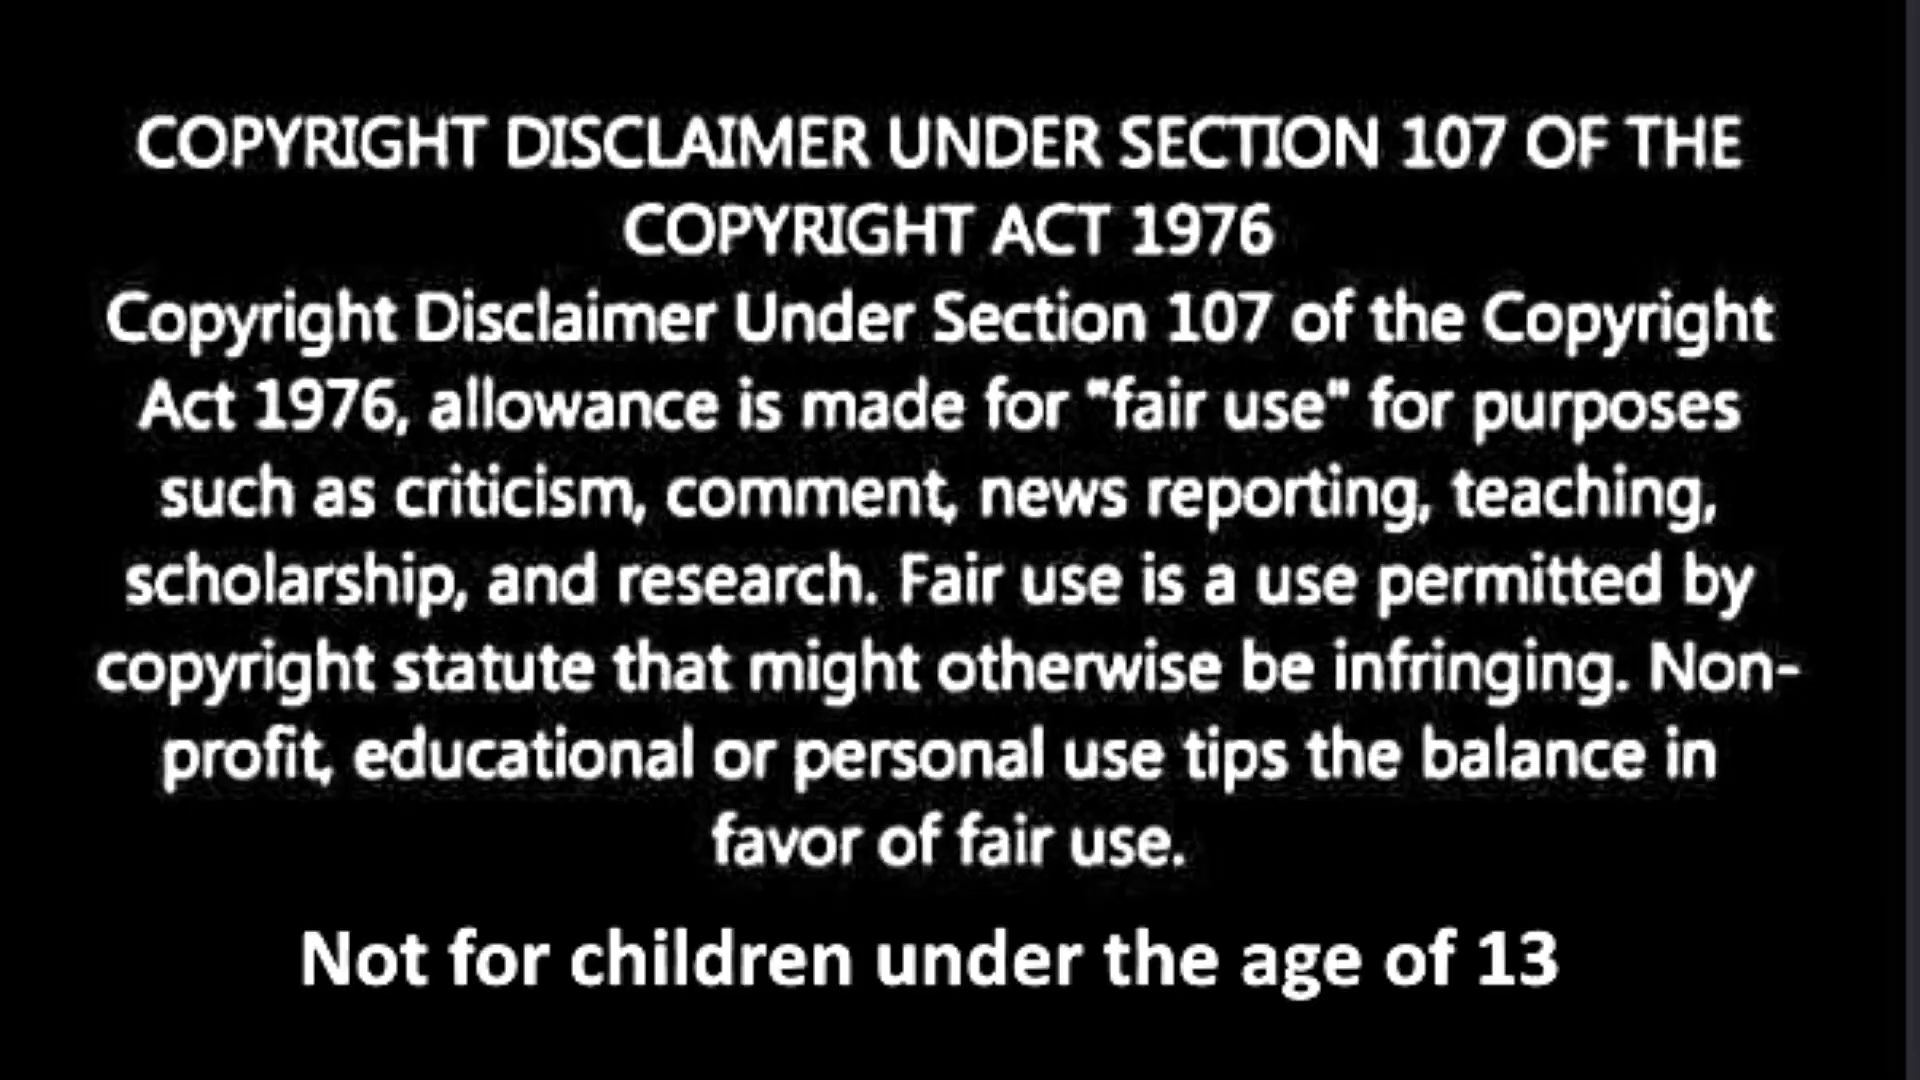 COPYRIGHT DISCLAIMER UNDER SECTION 107 OF THE
COPYRIGHT ACT 1976
Copyright Disclaimer Under Section 107 of the Copyright
Act 1976, allowance is made for "fair use" for purposes
such as criticism, comment, news reporting, teaching,
scholarship, and research. Fair use is a use permitted by
copyright statute that might otherwise be infringing. Non-
profit, educational or personal use tips the balance in
favor of fair use.
Not for children under the age of 13